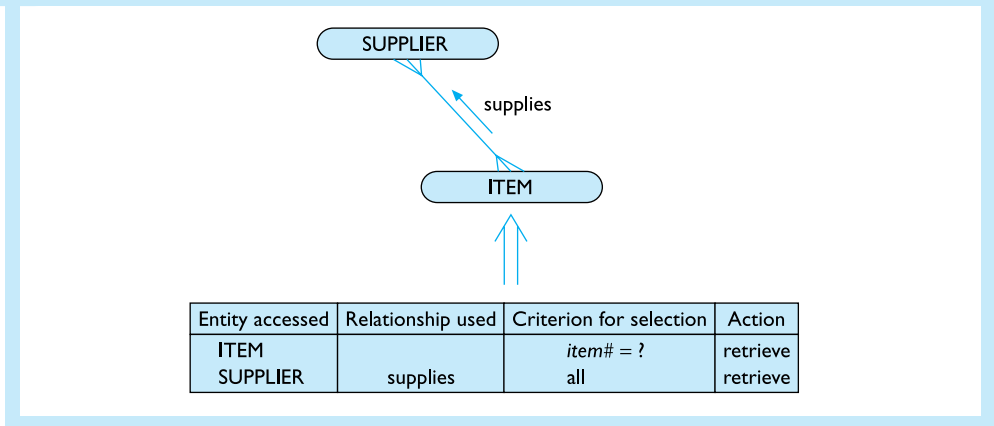 SUPPLIER
supplies
ITEM
Entity accessed Relationship used Criterion for selection Action
ITEM item# = ? retrieve
SUPPLIER supplies all retrieve